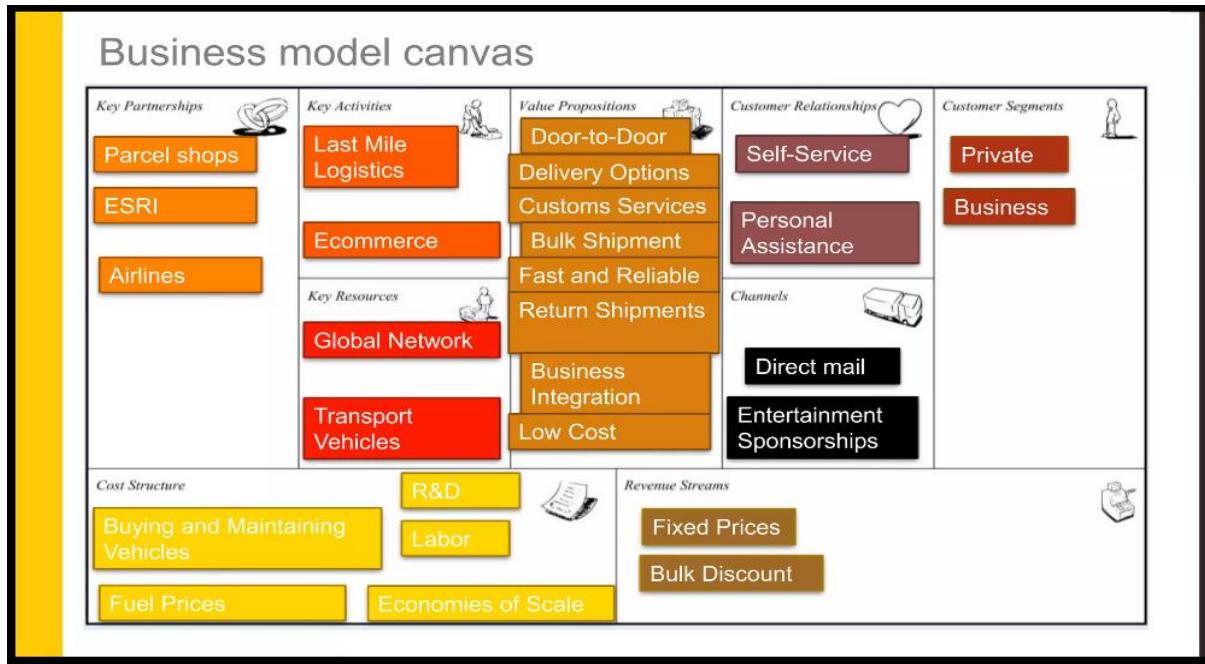 Business model canvas
Key Partnerships
Parcel shops
ESRI
Airlines
Key Activities
Last Mile
Logistics
Ecommerce
Key Resources
Global Network
Transport
Vehicles
Value Propositions
Door-to-Door
Delivery Options
Customs Services
Bulk Shipment
Fast and Reliable
Return Shipments
Business
Integration
Low Cost
Customer Relationships
Self-Service
Personal
Assistance
Channels
Direct mail
Entertainment
Sponsorships
Customer Segments
Private
Business
Cost Structure
R&D
Buying and Maintaining
Vehicles
Labor
Fuel Prices
Economies of Scale
Revenue Streams
Fixed Prices
Bulk Discount